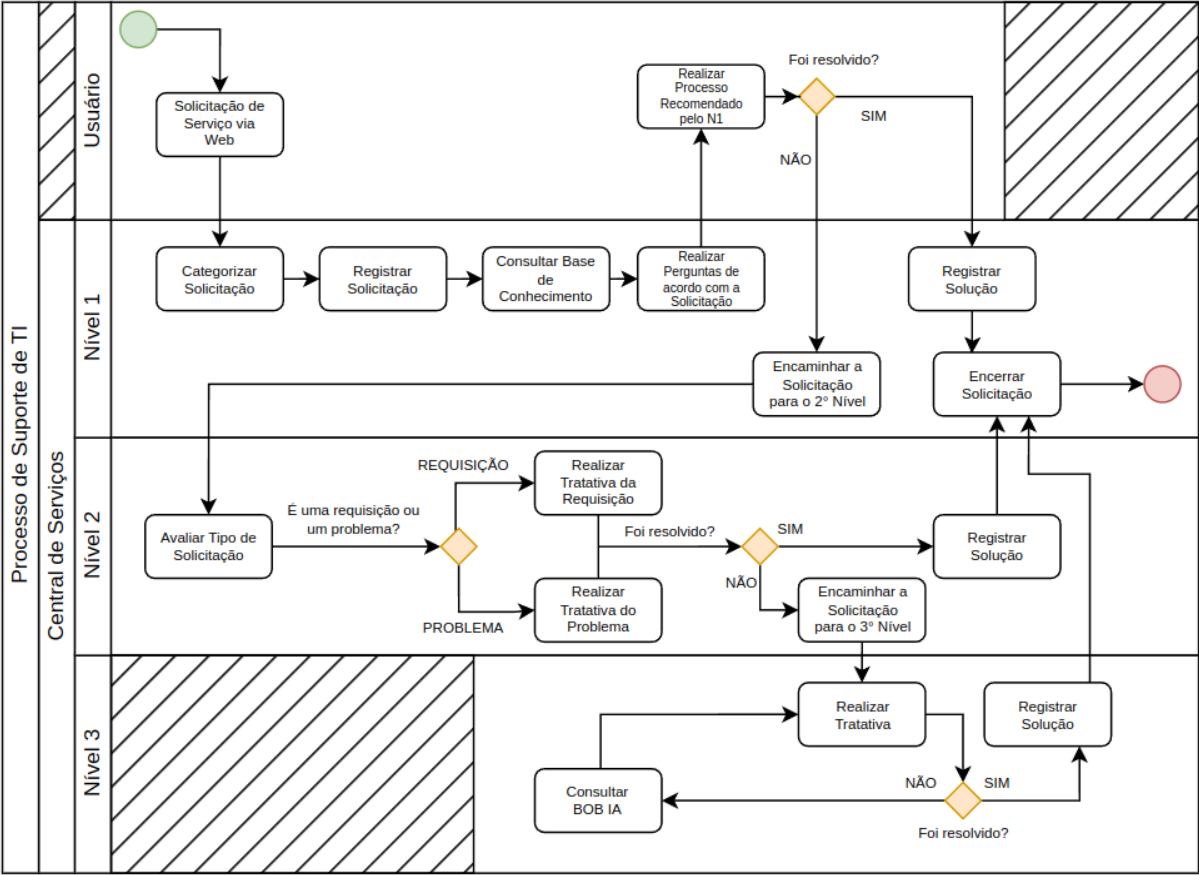 Processo de Suporte de TI
Central de Serviços
Usuário
Solicitação de
Serviço via
Web
Realizar
Processo
Recomendado
pelo N1
Foi resolvido?
SIM
NÃO
Nível 1
Categorizar
Solicitação
Registrar
Solicitação
Consultar Base
de
Conhecimento
Realizar
Perguntas de
acordo com a
Solicitação
Registrar
Solução
Encaminhar a
Solicitação
para o 2° Nível
Encerrar
Solicitação
Nível 2
Avaliar Tipo de
Solicitação
É uma requisição ou
um problema?
REQUISIÇÃO
PROBLEMA
Realizar
Tratativa da
Requisição
Realizar
Tratativa do
Problema
Foi resolvido?
SIM
NÃO
Encaminhar a
Solicitação
para o 3° Nível
Registrar
Solução
Nível 3
Realizar
Tratativa
Registrar
Solução
Consultar
BOB IA
NÃO
SIM
Foi resolvido?